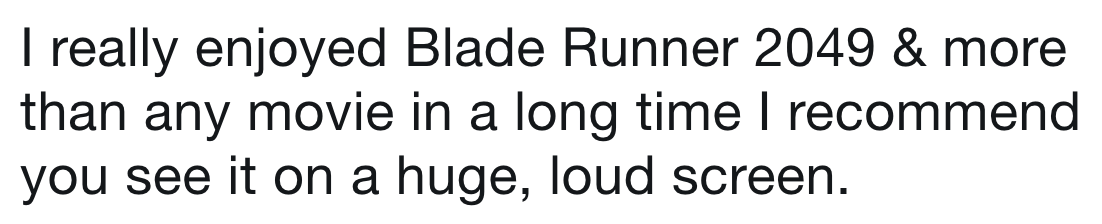 I really enjoyed Blade Runner 2049 & more
than any movie in a long time I recommend
you see it on a huge, loud screen.